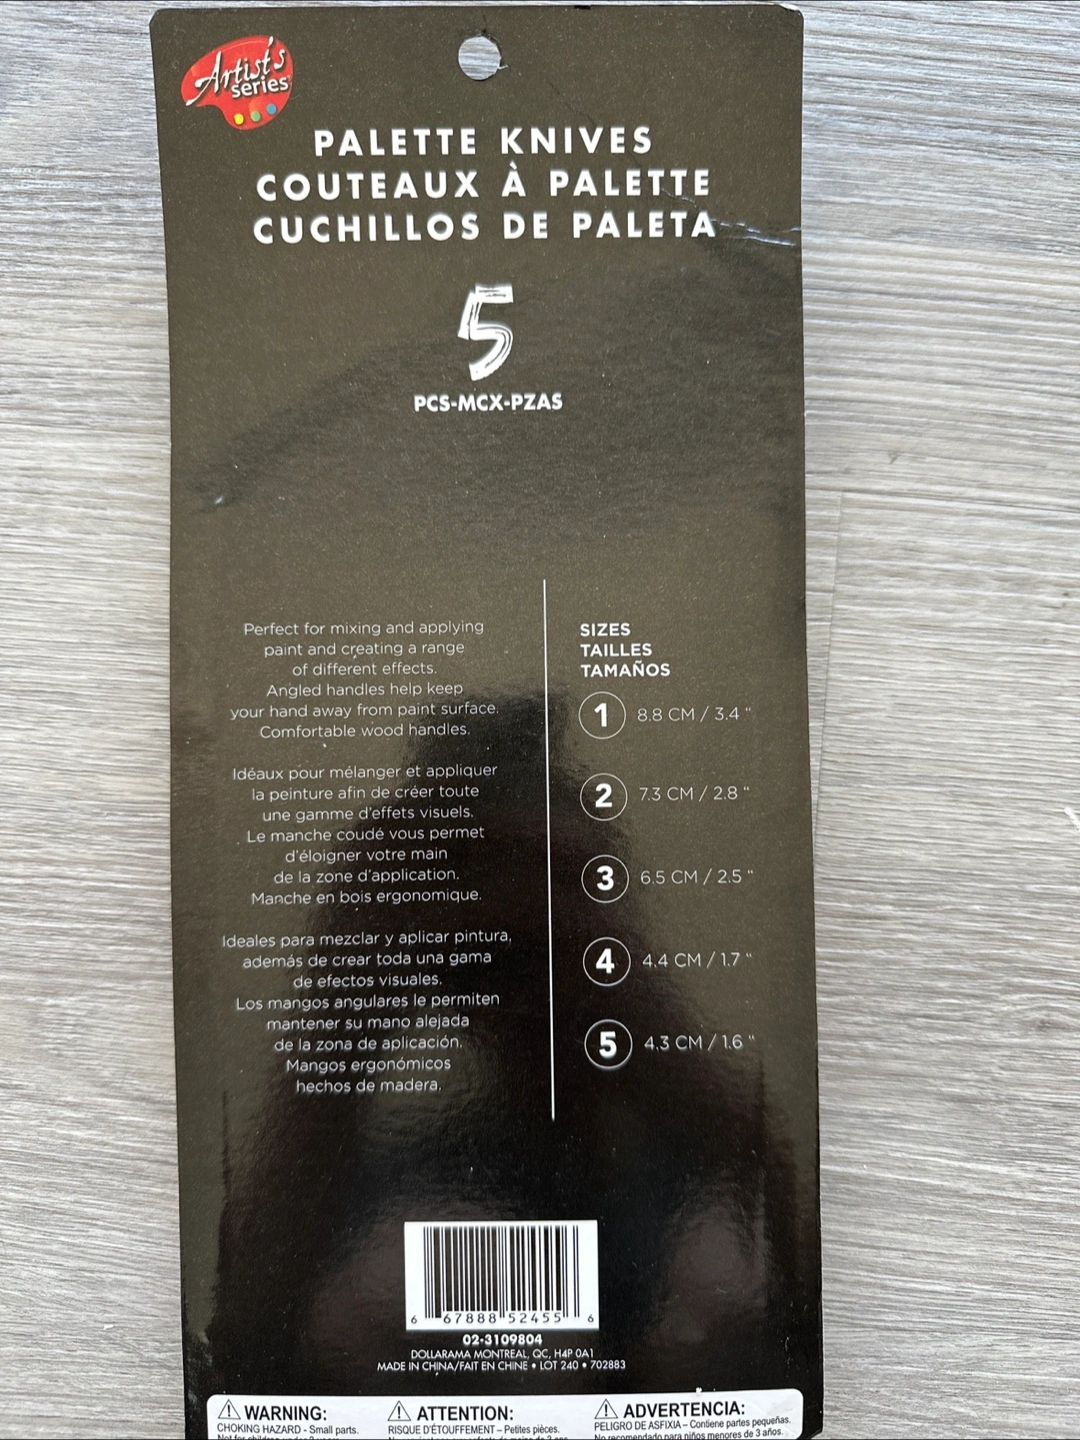 Artist's
series
PALETTE KNIVES
COUTEAUX À PALETTE
CUCHILLOS DE PALETA
5
PCS-MCX-PZAS
Perfect for mixing and applying
paint and creating a range
of different effects.
Angled handles help keep
your hand away from paint surface.
Comfortable wood handles.
Idéaux pour mélanger et appliquer
la peinture afin de créer toute
une gamme d'effets visuels.
Le manche coudé vous permet
d'éloigner votre main
de la zone d'application.
Manche en bois ergonomique.
Ideales para mezclar y aplicar pintura,
además de crear toda una gama
de efectos visuales.
Los mangos angulares le permiten
mantener su mano alejada
de la zona de aplicación.
Mangos ergonómicos
hechos de madera.
SIZES
TAILLES
TAMAÑOS
1 8.8 CM / 3.4 "
2 7.3 CM / 2.8 "
3 6.5 CM / 2.5 "
4 4.4 CM / 1.7 "
5 4.3 CM / 1.6 "
6 67888 52455 6
02-3109804
DOLLARAMA MONTREAL, QC, H4P 0A1
MADE IN CHINA/FAIT EN CHINE • LOT 240 • 702883
WARNING:
CHOKING HAZARD - Small parts.
ATTENTION:
RISQUE D'ÉTOUFFEMENT – Petites pièces.
ADVERTENCIA:
PELIGRO DE ASFIXIA – Contiene partes pequeñas.
No recomendado para niños menores de 3 años.